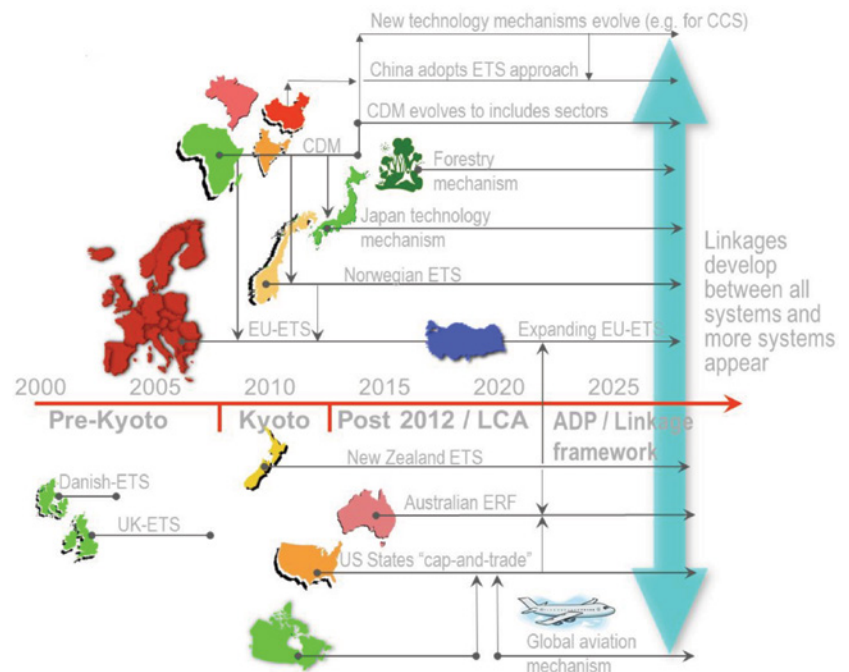 New technology mechanisms evolve (e.g. for CCS)
China adopts ETS approach
CDM evolves to includes sectors
CDM
Forestry
mechanism
Japan technology
mechanism
Norwegian ETS
Linkages
develop
between all
systems and
more systems
appear
EU-ETS
Expanding EU-ETS
2000
2005
2010
2015
2020
2025
Pre-Kyoto
Kyoto
Post 2012 / LCA
ADP / Linkage
framework
New Zealand ETS
Danish-ETS
Australian ERF
UK-ETS
US States “cap-and-trade”
Global aviation
mechanism